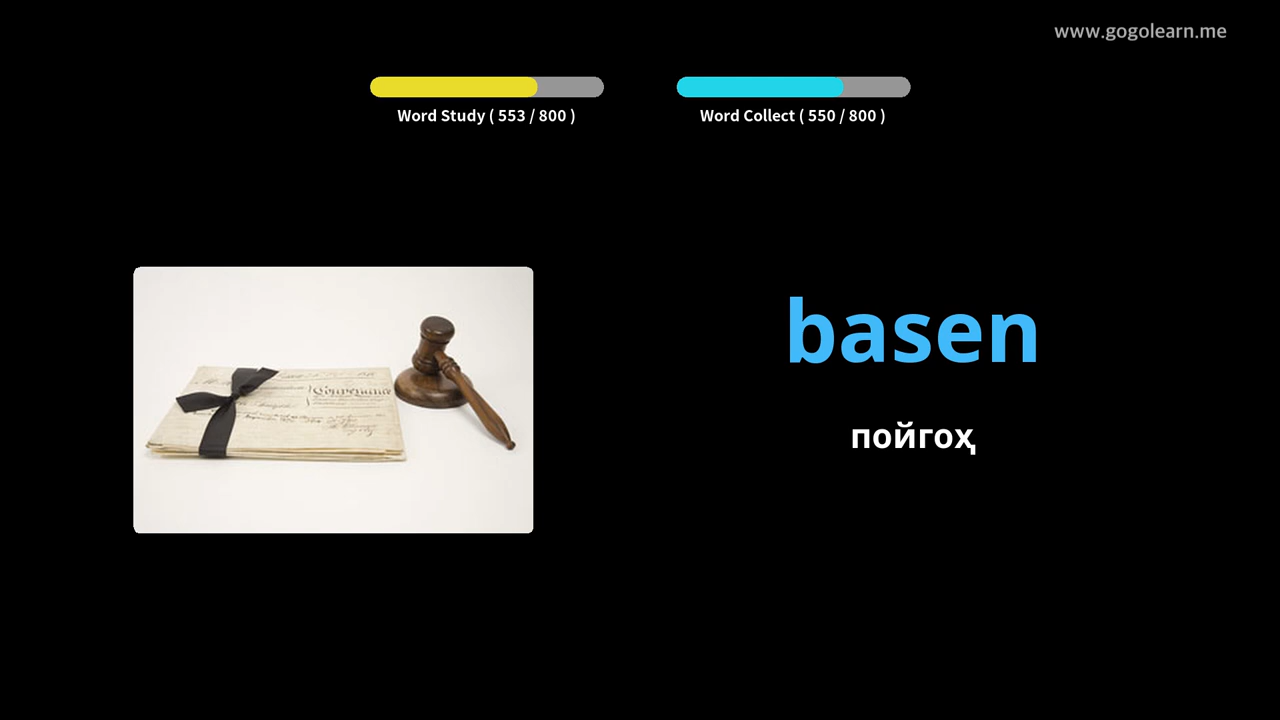 www.gogolearn.me
Word Study ( 553 / 800 )
Word Collect ( 550 / 800 )
basen
пойгоҳ